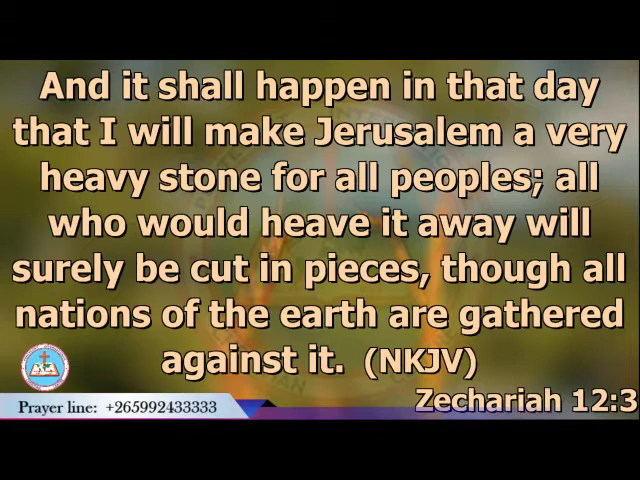 And it shall happen in that day
that I will make Jerusalem a very
heavy stone for all peoples; all
who would heave it away will
surely be cut in pieces, though all
nations of the earth are gathered
against it. (NKJV)
Prayer line: +265992433333
Zechariah 12:3